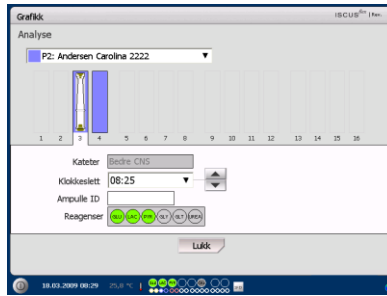 Grafikk
ISCUS flex
Analyse
P2: Andersen Carolina 2222
1 2 3 4 5 6 7 8 9 10 11 12 13 14 15 16
Kateter Bedre CNS
Klokkeslett 08:25
Ampulle ID
Reagenser GLU LAC PYR GLY GLT UREA
Lukk
18.03.2009 08:29 25,8 °C